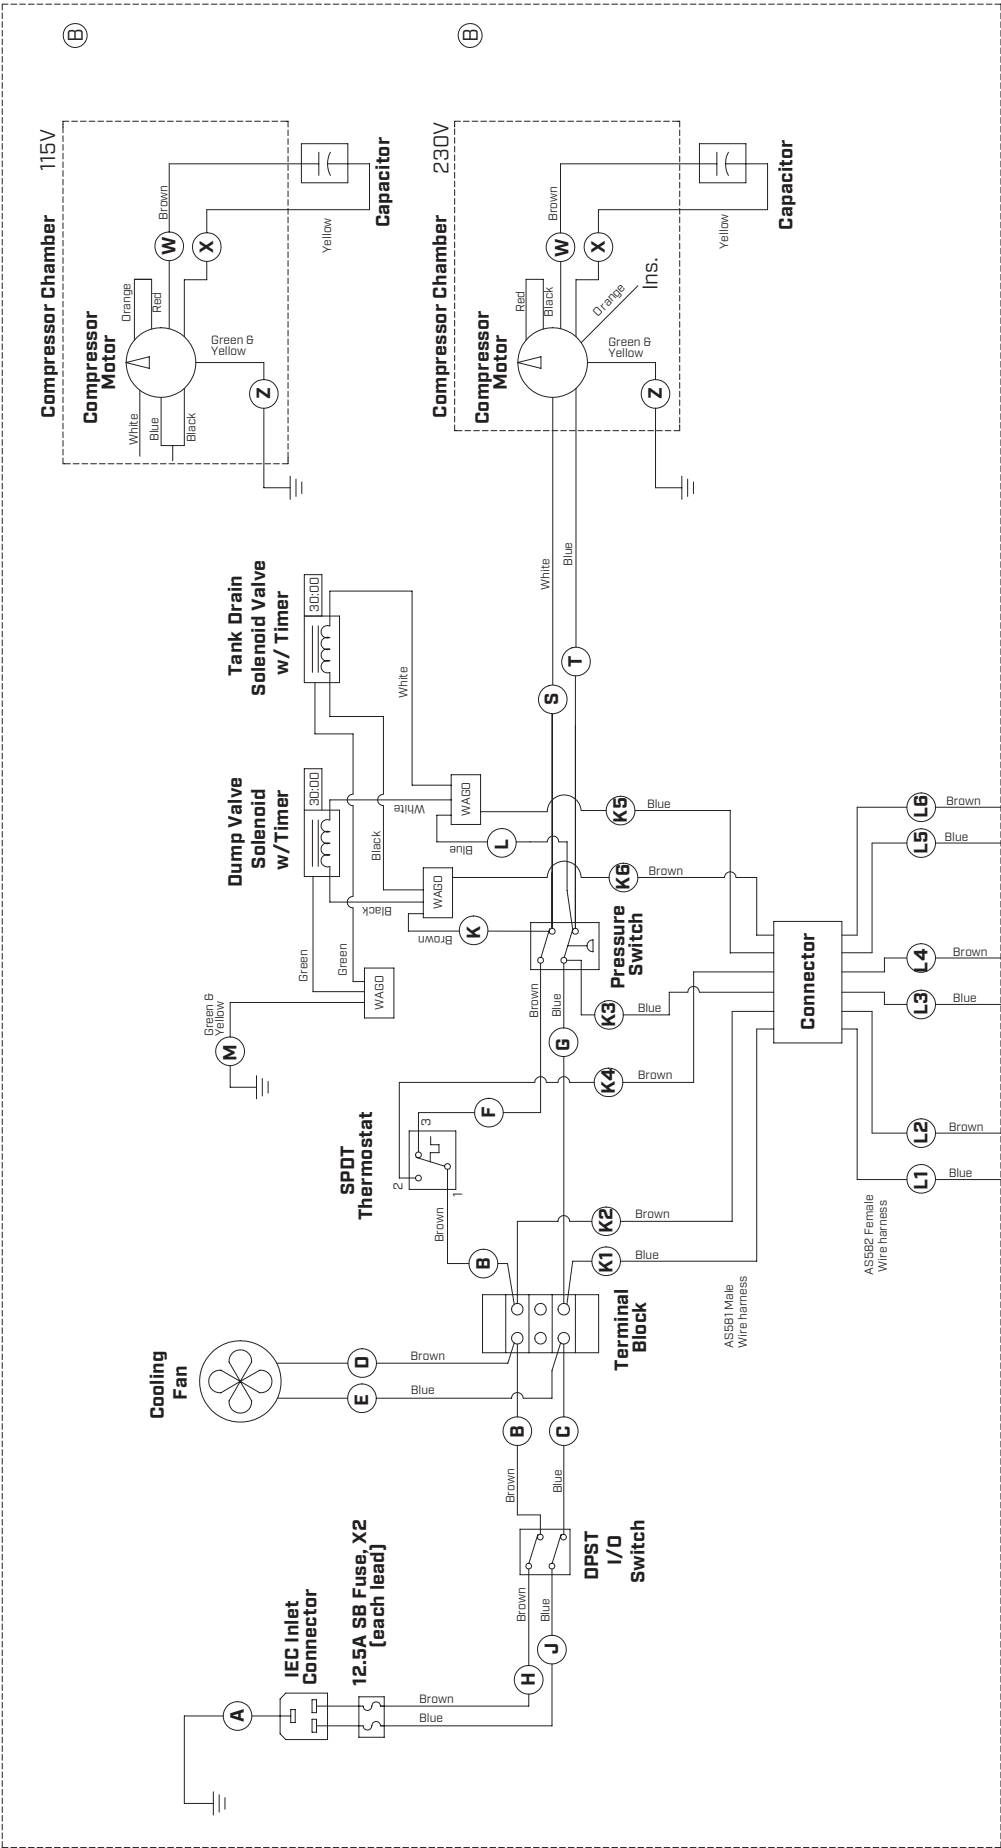 IEC Inlet
Connector
A
12.5A SB Fuse, X2
(each lead)
Brown
Blue
H
J
Brown
Blue
DPST
I/O
Switch
Brown
Blue
B
C
Cooling
Fan
D
Brown
E
Blue
Terminal
Block
B
Brown
SPDT
Thermostat
1
2
3
F
K1
Blue
K2
Brown
AS581 Male
Wire harness
K4
Brown
G
Brown
Blue
K3
Blue
Pressure
Switch
M
Green &
Yellow
WAGO
Green
Green
Dump Valve
Solenoid
w/Timer
30:00
Tank Drain
Solenoid Valve
w/ Timer
30:00
Black
Black
White
White
WAGO
K
Brown
WAGO
L
Blue
K6
Brown
K5
Blue
S
T
White
Blue
Connector
AS582 Female
Wire harness
L1
Blue
L2
Brown
L3
Blue
L4
Brown
L5
Blue
L6
Brown
Compressor Chamber
115V
Compressor
Motor
White
Blue
Black
Orange
Red
W
Brown
X
Yellow
Green &
Yellow
Z
Capacitor
B
Compressor Chamber
230V
Compressor
Motor
Red
Black
W
Brown
X
Yellow
Orange
Ins.
Green &
Yellow
Z
Capacitor
B